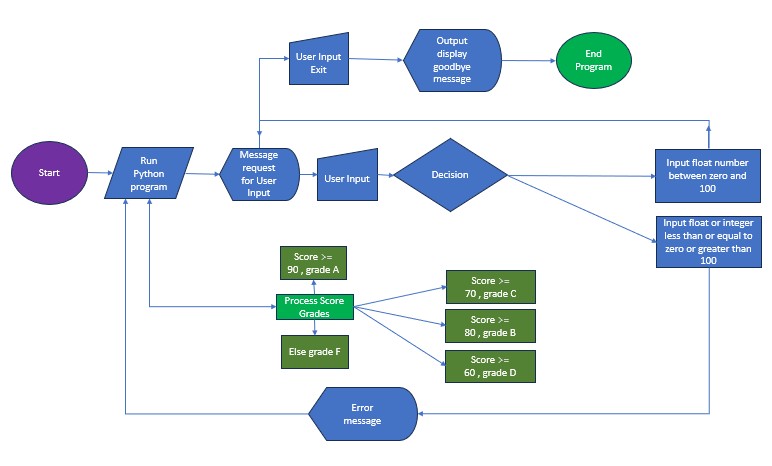 User Input
Exit
Output
display
goodbye
message
End
Program
Start
Run
Python
program
Message
request
for User
Input
User Input
Decision
Input float number
between zero and
100
Input float or integer
less than or equal to
zero or greater than
100
Score >=
90 , grade A
Process Score
Grades
Else grade F
Score >=
70 , grade C
Score >=
80 , grade B
Score >=
60 , grade D
Error
message